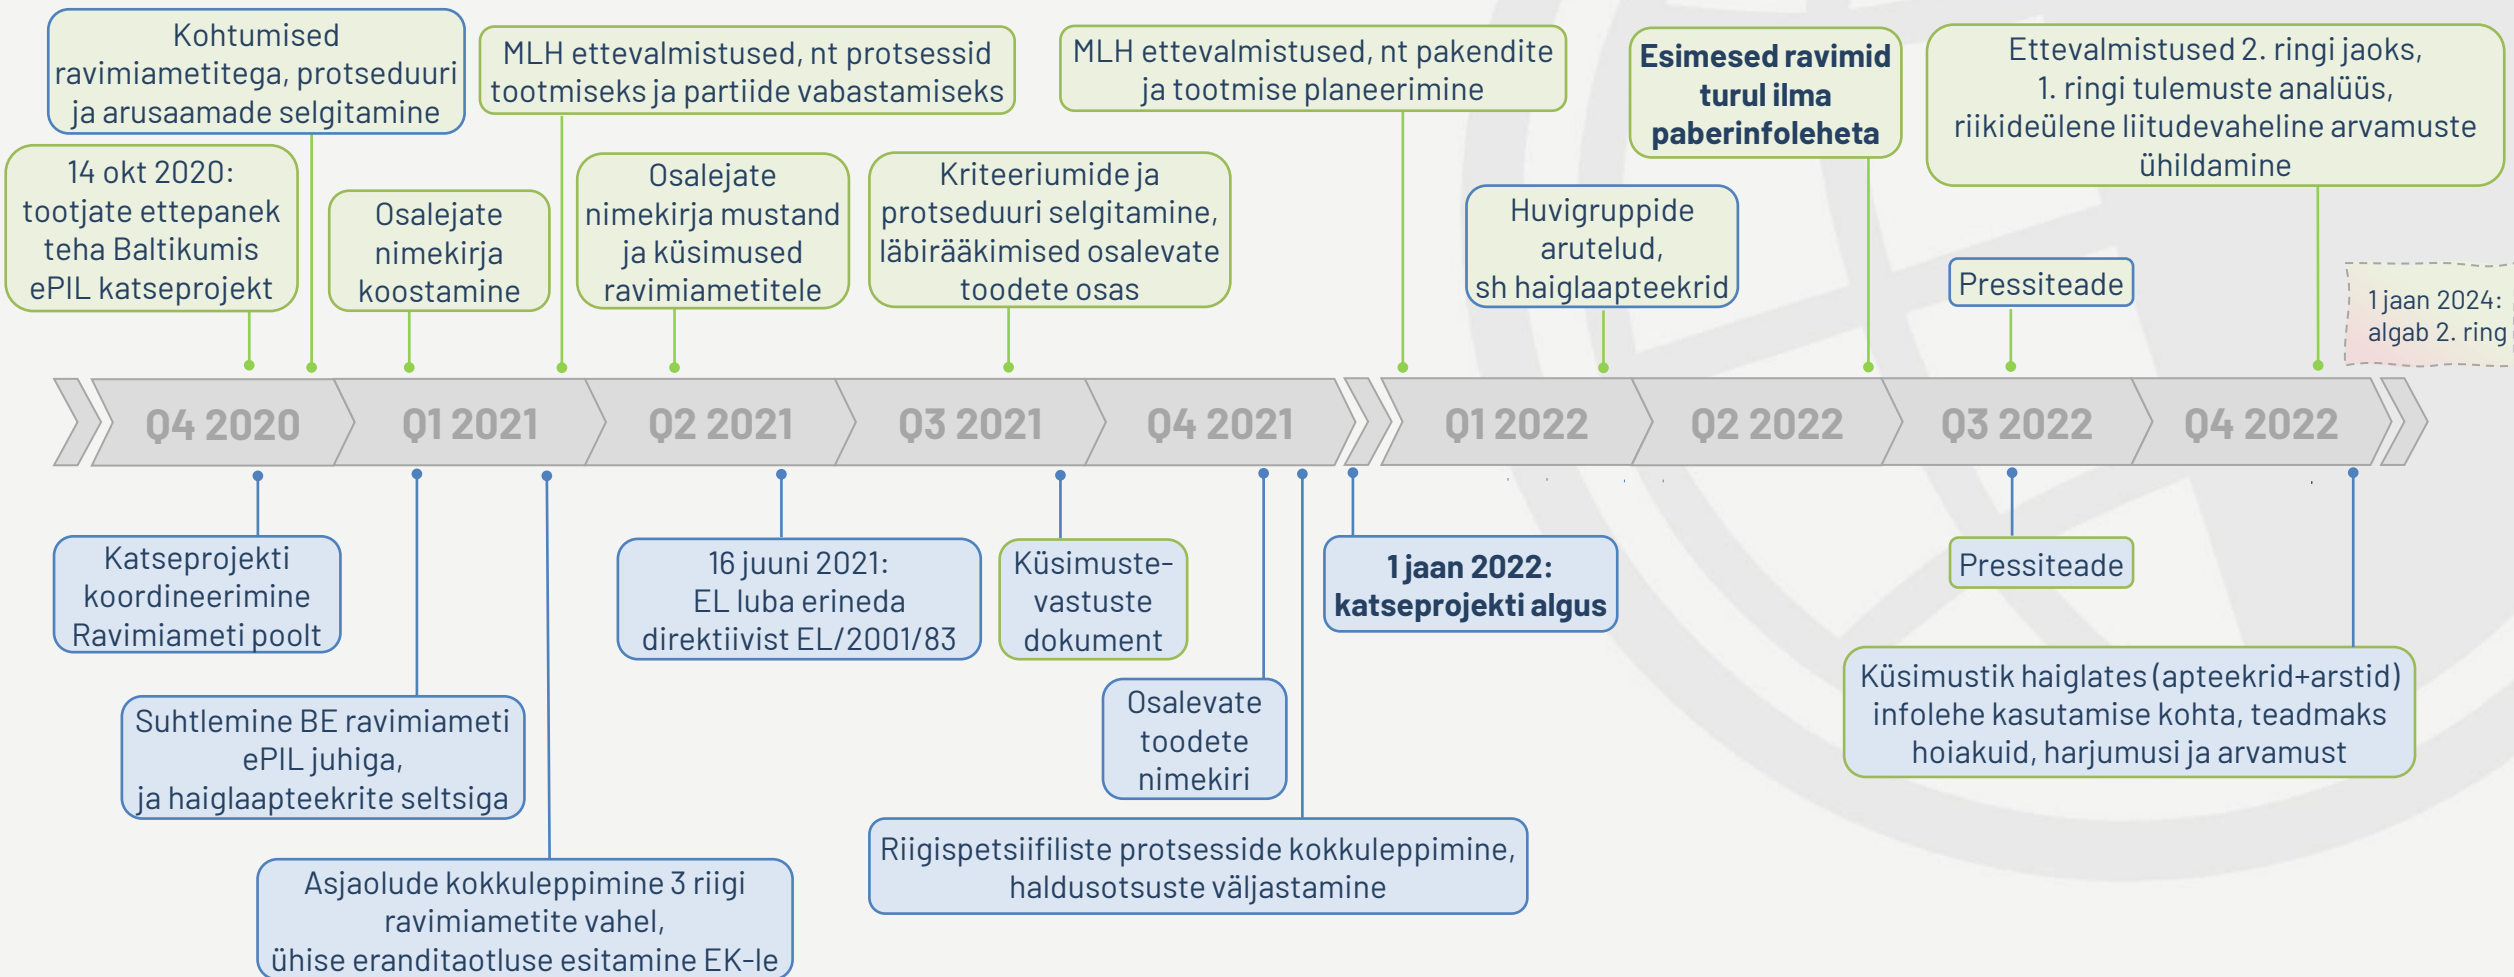 Kohtumised
ravimiametitega, protseduuri
ja arusaamade selgitamine
MLH ettevalmistused, nt protsessid
tootmiseks ja partiide vabastamiseks
MLH ettevalmistused, nt pakendite
ja tootmise planeerimine
Esimesed ravimid
turul ilma
paberinfoleheta
Ettevalmistused 2. ringi jaoks,
1. ringi tulemuste analüüs,
riikideülene liitudevaheline arvamuste
ühildamine
14 okt 2020:
tootjate ettepanek
teha Baltikumis
ePIL katseprojekt
Osalejate
nimekirja
koostamine
Osalejate
nimekirja mustand
ja küsimused
ravimiametitele
Kriteeriumide ja
protseduuri selgitamine,
läbirääkimised osalevate
toodete osas
Huvigruppide
arutelud,
sh haiglaapteekrid
Pressiteade
1 jaan 2024:
algab 2. ring
Q4 2020
Q1 2021
Q2 2021
Q3 2021
Q4 2021
Q1 2022
Q2 2022
Q3 2022
Q4 2022
Katseprojekti
koordineerimine
Ravimiameti poolt
16 juuni 2021:
EL luba erineda
direktiivist EL/2001/83
Küsimuste-
vastuste
dokument
1 jaan 2022:
katseprojekti algus
Pressiteade
Suhtlemine BE ravimiameti
ePIL juhiga,
ja haiglaapteekrite seltsiga
Osalevate
toodete
nimekiri
Küsimustik haiglates (apteekrid+arstid)
infolehe kasutamise kohta, teadmaks
hoiakuid, harjumusi ja arvamust
Asjaolude kokkuleppimine 3 riigi
ravimiametite vahel,
ühise eranditaotluse esitamine EK-le
Riigispetsiifiliste protsesside kokkuleppimine,
haldusotsuste väljastamine